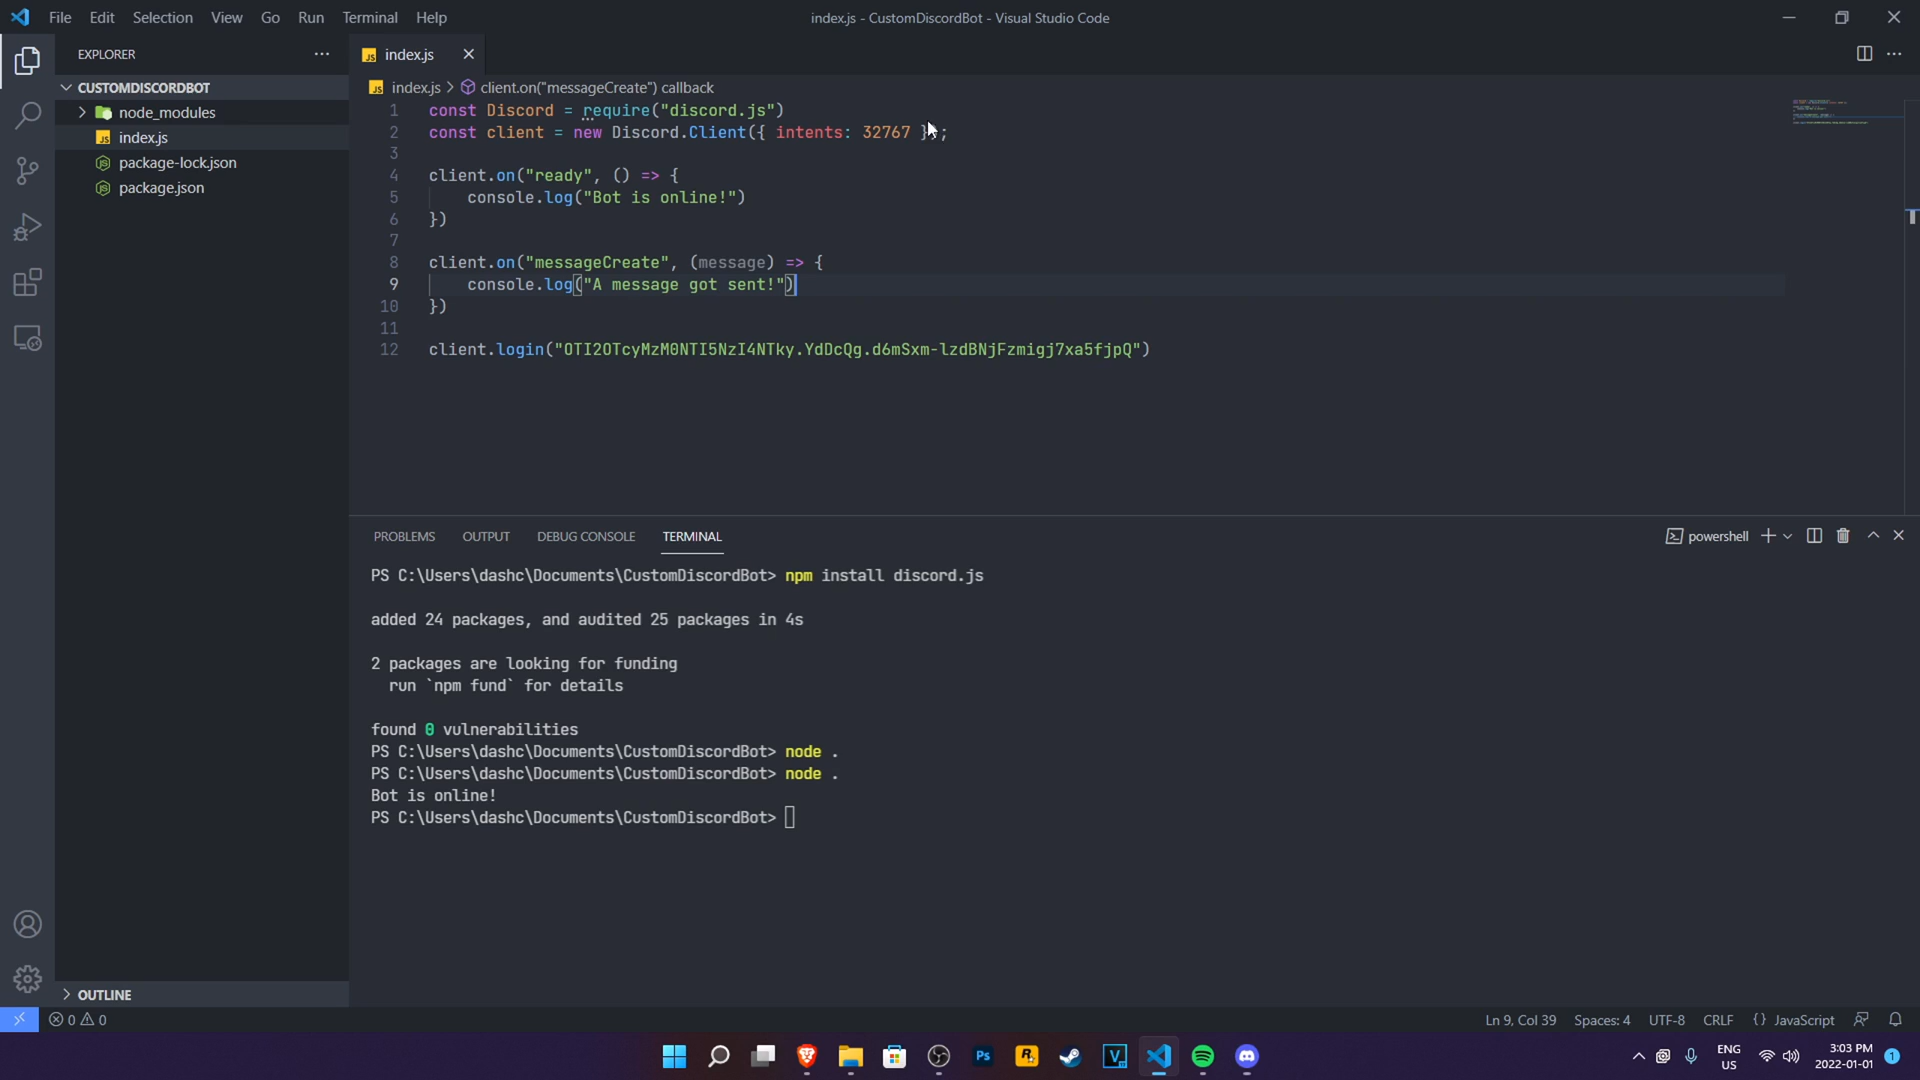 File Edit Selection View Go Run Terminal Help
index.js - CustomDiscordBot - Visual Studio Code
EXPLORER
index.js
CUSTOMDISCORDBOT
index.js > client.on("messageCreate") callback
node_modules
index.js
package-lock.json
package.json
1 const Discord = require("discord.js")
2 const client = new Discord.Client({ intents: 32767 });
3
4 client.on("ready", () => {
5 console.log("Bot is online!")
6 })
7
8 client.on("messageCreate", (message) => {
9 console.log("A message got sent!")
10 })
11
12 client.login("OTI2OTcyMzM0NTI5NzI4NTky.YdDcQg.d6mSxm-lzdBNjFzmigj7xa5fjpQ")
PROBLEMS OUTPUT DEBUG CONSOLE TERMINAL
powershell
PS C:\Users\dashc\Documents\CustomDiscordBot> npm install discord.js
added 24 packages, and audited 25 packages in 4s
2 packages are looking for funding
run `npm fund` for details
found 0 vulnerabilities
PS C:\Users\dashc\Documents\CustomDiscordBot> node .
PS C:\Users\dashc\Documents\CustomDiscordBot> node .
Bot is online!
PS C:\Users\dashc\Documents\CustomDiscordBot>
OUTLINE
0 0
Ln 9, Col 39 Spaces: 4 UTF-8 CRLF {} JavaScript
Ps
R
V
ENG
US
3:03 PM
2022-01-01
1